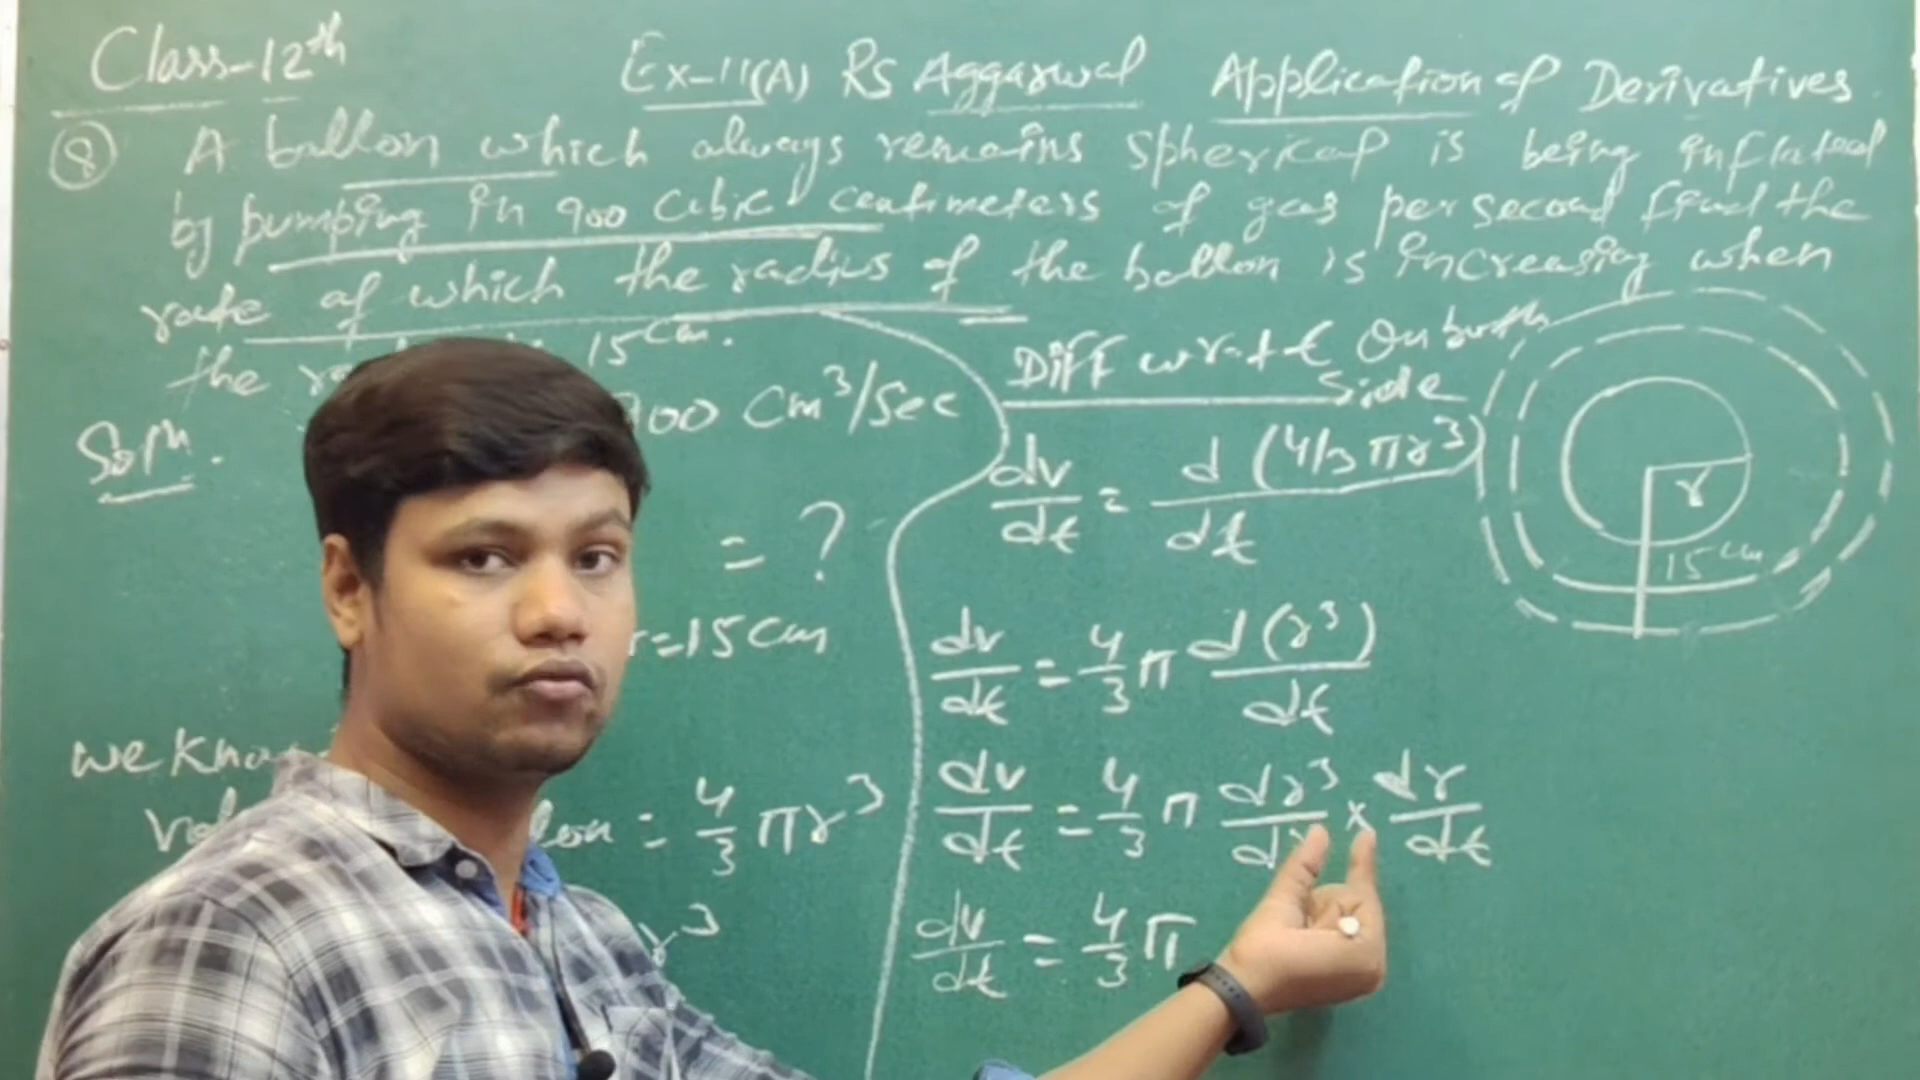 Class-12th Ex-11(A) RS Aggarwal Application of Derivatives
8 A ballon which always remains spherical is being inflated
by pumping in 900 cubic centimeters of gas per second find the
rate of which the radius of the ballon is increasing when
the 15cm.
Soln.
900 cm³/sec
= ?
r=15cm
we know
lon = 4/3 πr³
r³
Diff w.r.t t on both
side
dv/dt = d(4/3 πr³)/dt
dv/dt = 4/3 π d(r³)/dt
dv/dt = 4/3 π dr³/dr × dr/dt
dv/dt = 4/3 π
r
15cm